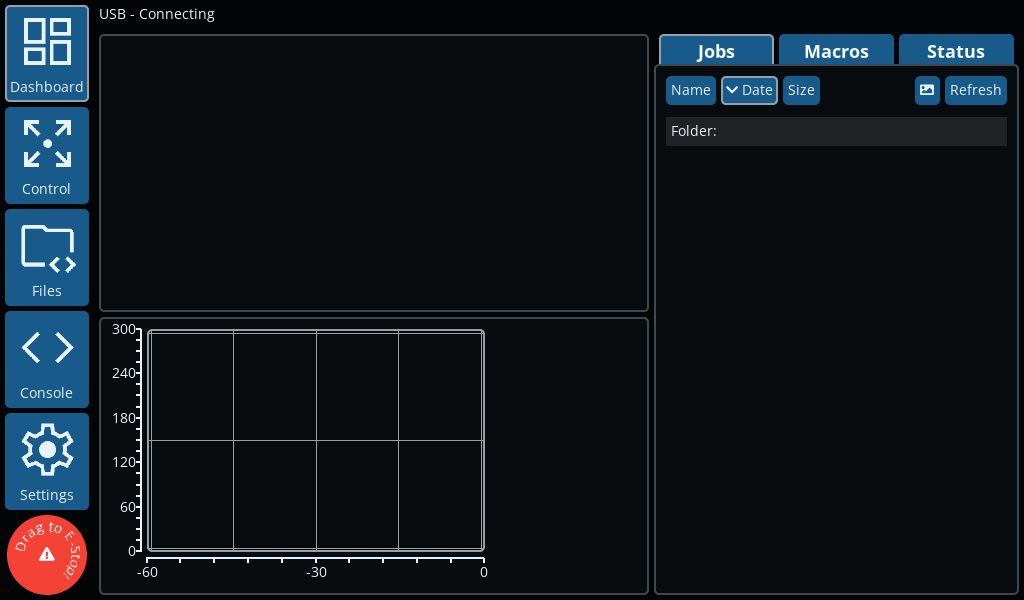 USB - Connecting
Dashboard
Control
Files
Console
Settings
Drag to E-Stop!
Jobs
Macros
Status
Name
Date
Size
Refresh
Folder:
300
240
180
120
60
0
-60
-30
0